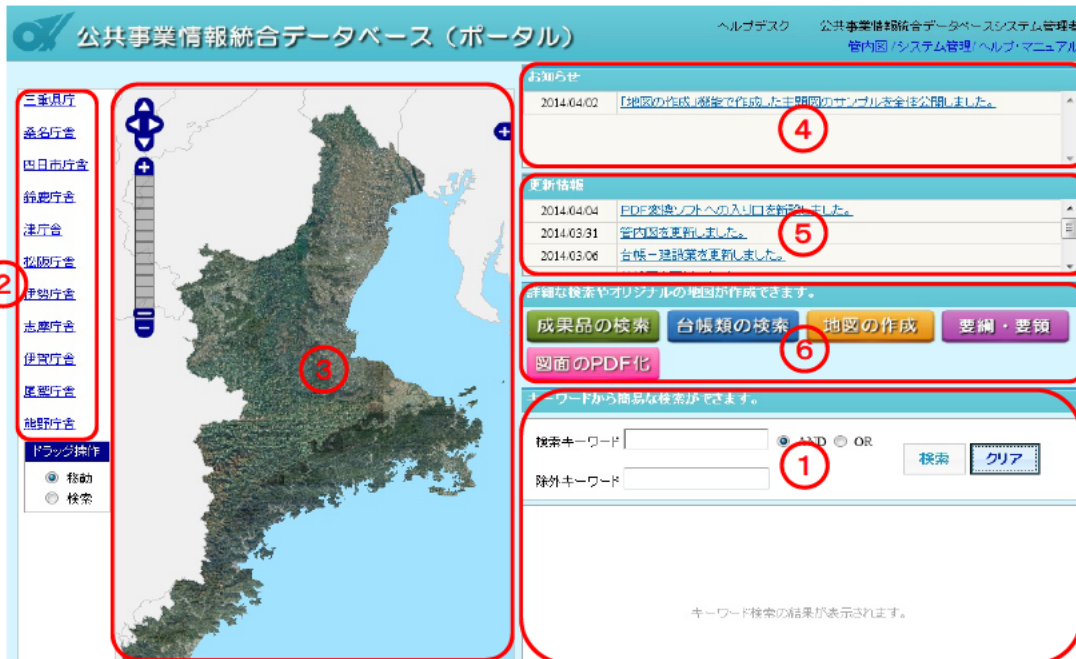 公共事業情報統合データベース（ポータル）
ヘルプデスク 公共事業情報統合データベースシステム管理者
管内図/システム管理/ヘルプ・マニュアル
三重県庁
桑名庁舎
四日市庁舎
鈴鹿庁舎
津庁舎
松阪庁舎
伊勢庁舎
志摩庁舎
伊賀庁舎
尾鷲庁舎
熊野庁舎
②
ドラッグ操作
移動
検索
③
お知らせ
2014.04.02 「地図の作成」機能で作成した主題図のサンプルを全体公開しました。
④
更新情報
2014.04.04 PDF変換ソフトへの入り口を新設しました。
2014.03.31 管内図を更新しました。
2014.03.06 台帳－建設業を更新しました。
⑤
詳細な検索やオリジナルの地図が作成できます。
成果品の検索 台帳類の検索 地図の作成 要綱・要領
図面のPDF化
⑥
キーワードから簡易な検索ができます。
検索キーワード AND OR
除外キーワード
検索 クリア
①
キーワード検索の結果が表示されます。